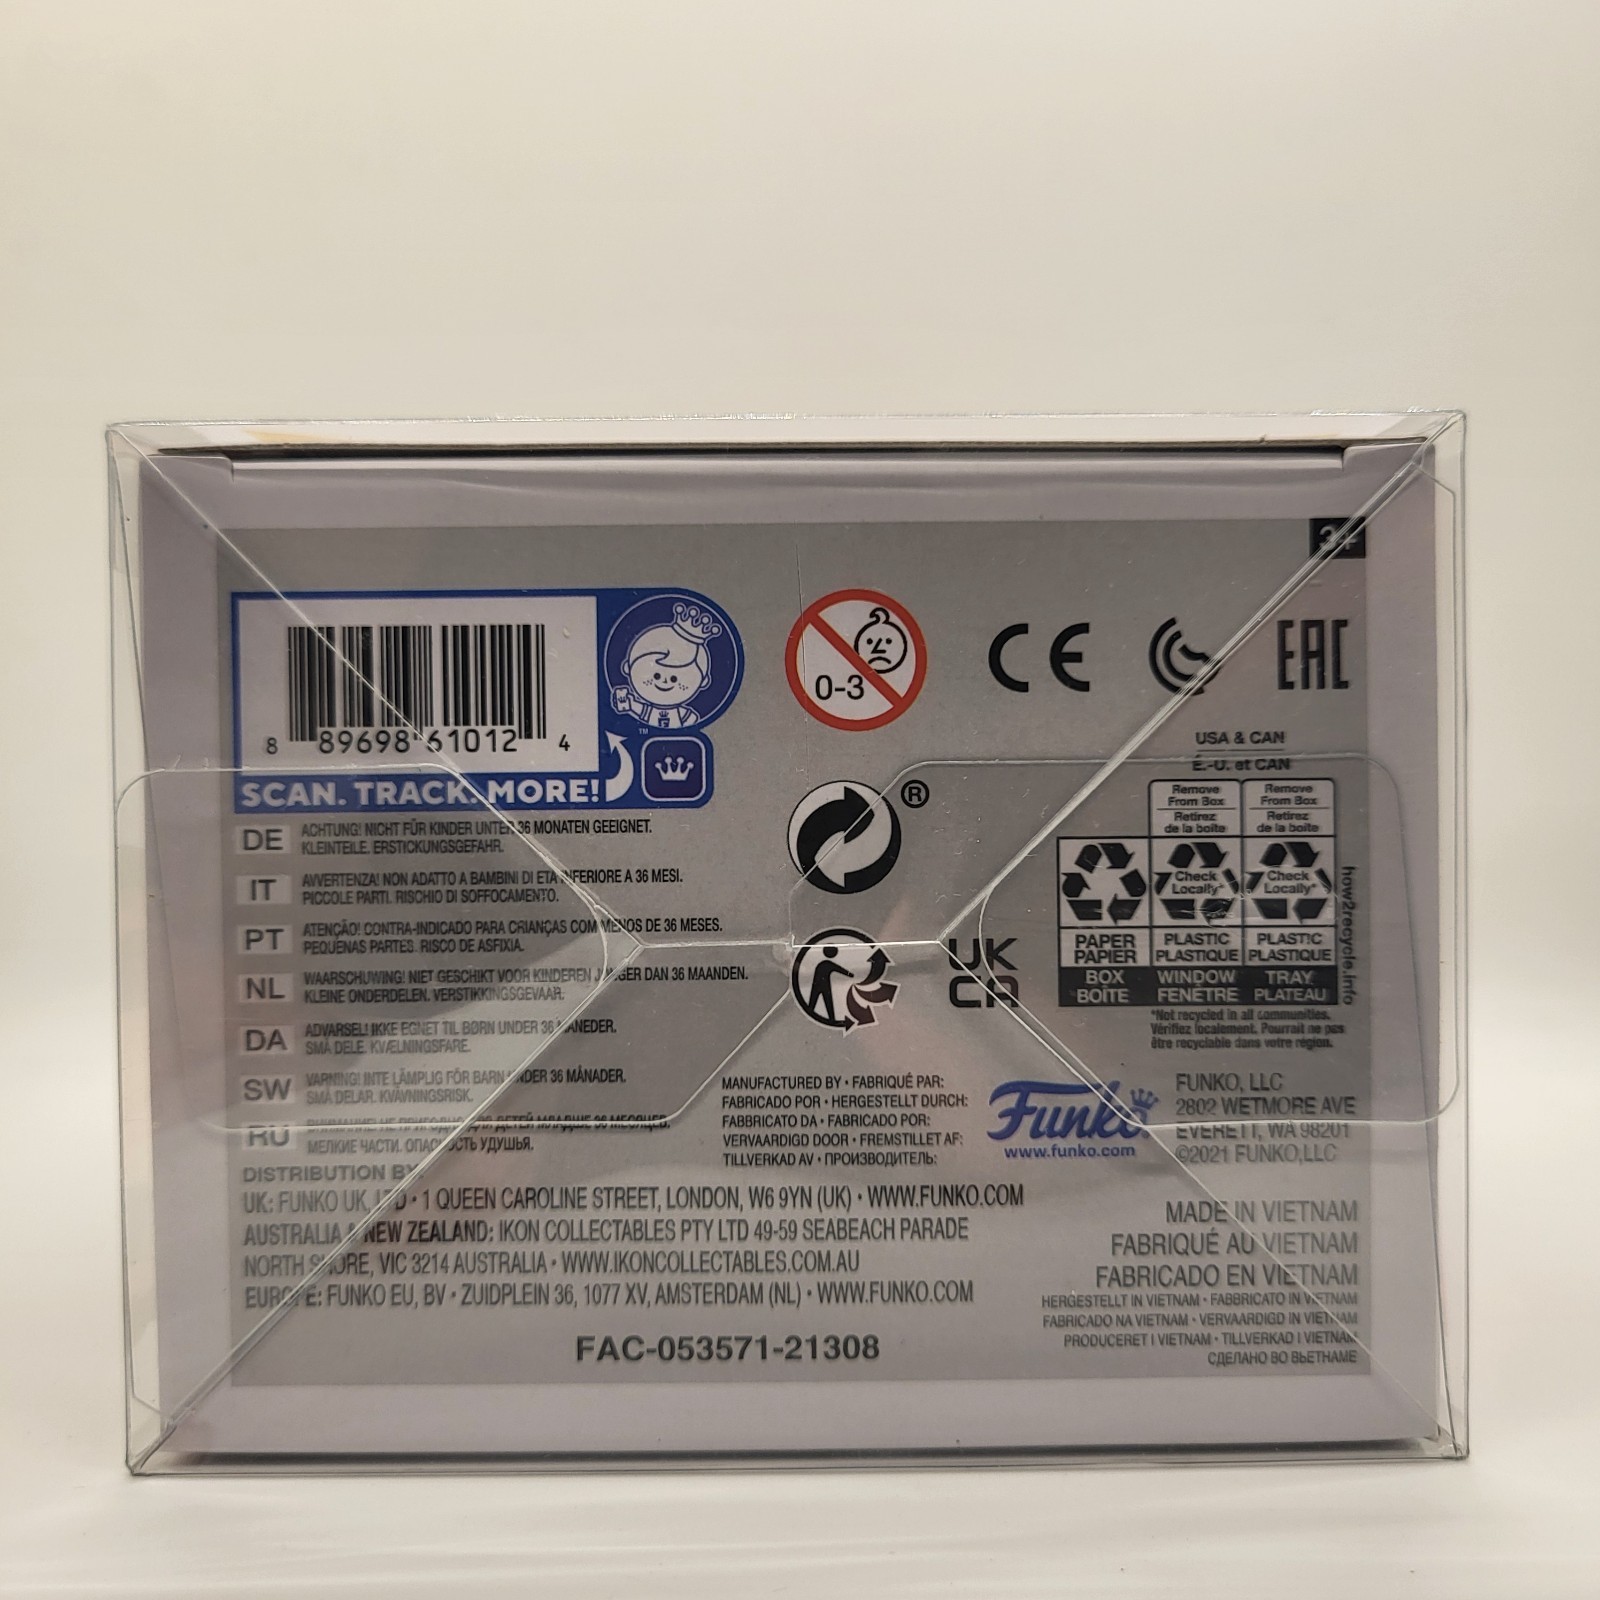 3+
8 89698 61012 4
™
SCAN. TRACK. MORE!
0-3
CE
EAC
USA & CAN
É.-U. et CAN
®
Remove
From Box
Retirez
de la boîte
Remove
From Box
Retirez
de la boîte
Check
Locally*
Check
Locally*
PAPER
PAPIER
PLASTIC
PLASTIQUE
PLASTIC
PLASTIQUE
BOX
BOÎTE
WINDOW
FENÊTRE
TRAY
PLATEAU
how2recycle.info
*Not recycled in all communities.
Vérifiez localement. Pourrait ne pas
être recyclable dans votre région.
DE ACHTUNG! NICHT FÜR KINDER UNTER 36 MONATEN GEEIGNET.
KLEINTEILE. ERSTICKUNGSGEFAHR.
IT AVVERTENZA! NON ADATTO A BAMBINI DI ETÀ INFERIORE A 36 MESI.
PICCOLE PARTI. RISCHIO DI SOFFOCAMENTO.
PT ATENÇÃO! CONTRA-INDICADO PARA CRIANÇAS COM MENOS DE 36 MESES.
PEQUENAS PARTES. RISCO DE ASFIXIA.
NL WAARSCHUWING! NIET GESCHIKT VOOR KINDEREN JONGER DAN 36 MAANDEN.
KLEINE ONDERDELEN. VERSTIKKINGSGEVAAR.
DA ADVARSEL! IKKE EGNET TIL BØRN UNDER 36 MÅNEDER.
SMÅ DELE. KVÆLNINGSFARE.
SW VARNING! INTE LÄMPLIG FÖR BARN UNDER 36 MÅNADER.
SMÅ DELAR. KVÄVNINGSRISK.
RU ВНИМАНИЕ! НЕ ПРИГОДНО ДЛЯ ДЕТЕЙ МЛАДШЕ 36 МЕСЯЦЕВ.
МЕЛКИЕ ЧАСТИ. ОПАСНОСТЬ УДУШЬЯ.
UK
CA
MANUFACTURED BY • FABRIQUÉ PAR:
FABRICADO POR • HERGESTELLT DURCH:
FABBRICATO DA • FABRICADO POR:
VERVAARDIGD DOOR • FREMSTILLET AF:
TILLVERKAD AV • ПРОИЗВОДИТЕЛЬ:
Funko
www.funko.com
FUNKO, LLC
2802 WETMORE AVE
EVERETT, WA 98201
©2021 FUNKO,LLC
DISTRIBUTION BY
UK: FUNKO UK, LTD • 1 QUEEN CAROLINE STREET, LONDON, W6 9YN (UK) • WWW.FUNKO.COM
AUSTRALIA & NEW ZEALAND: IKON COLLECTABLES PTY LTD 49-59 SEABEACH PARADE
NORTH SHORE, VIC 3214 AUSTRALIA • WWW.IKONCOLLECTABLES.COM.AU
EUROPE: FUNKO EU, BV • ZUIDPLEIN 36, 1077 XV, AMSTERDAM (NL) • WWW.FUNKO.COM
MADE IN VIETNAM
FABRIQUÉ AU VIETNAM
FABRICADO EN VIETNAM
HERGESTELLT IN VIETNAM • FABBRICATO IN VIETNAM
FABRICADO NA VIETNAM • VERVAARDIGD IN VIETNAM
PRODUCERET I VIETNAM • TILLVERKAD I VIETNAM
СДЕЛАНО ВО ВЬЕТНАМЕ
FAC-053571-21308